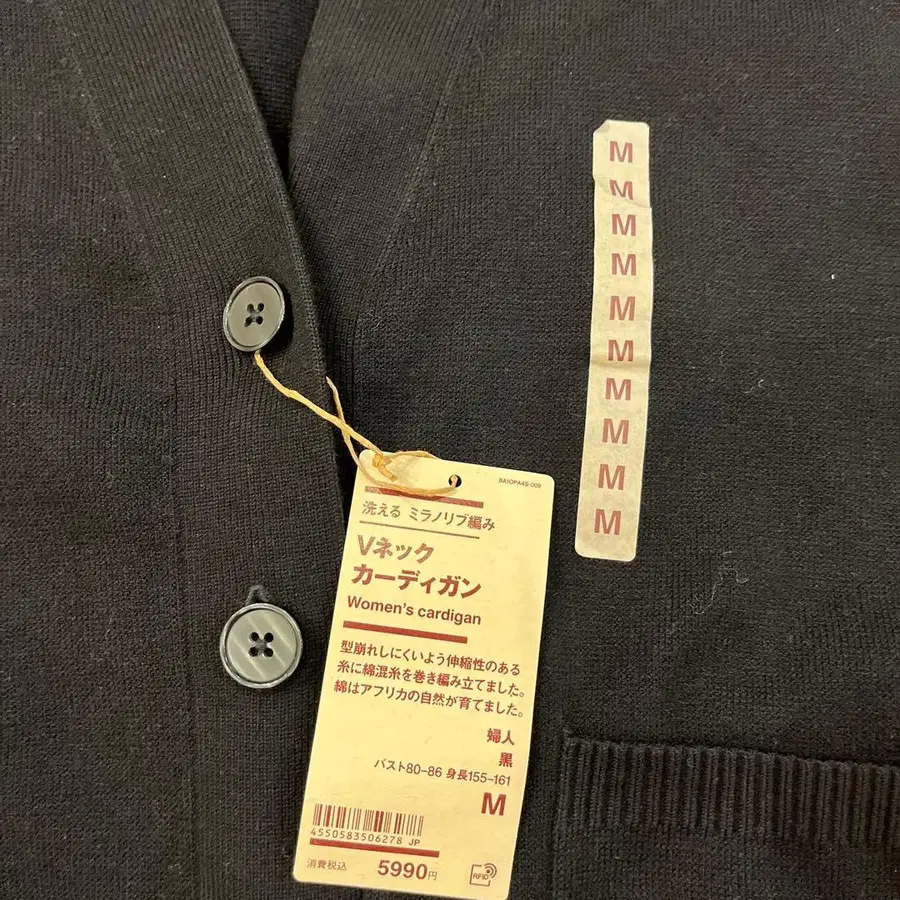 BA1OPA4S-009
洗える ミラノリブ編み
Vネック
カーディガン
Women's cardigan
型崩れしにくいよう伸縮性のある
糸に綿混糸を巻き編み立てました。
綿はアフリカの自然が育てました。
婦人
黒
バスト80-86 身長155-161
M
4550583506278 JP
消費税込 5990円
RFID
M
M
M
M
M
M
M
M
M
M